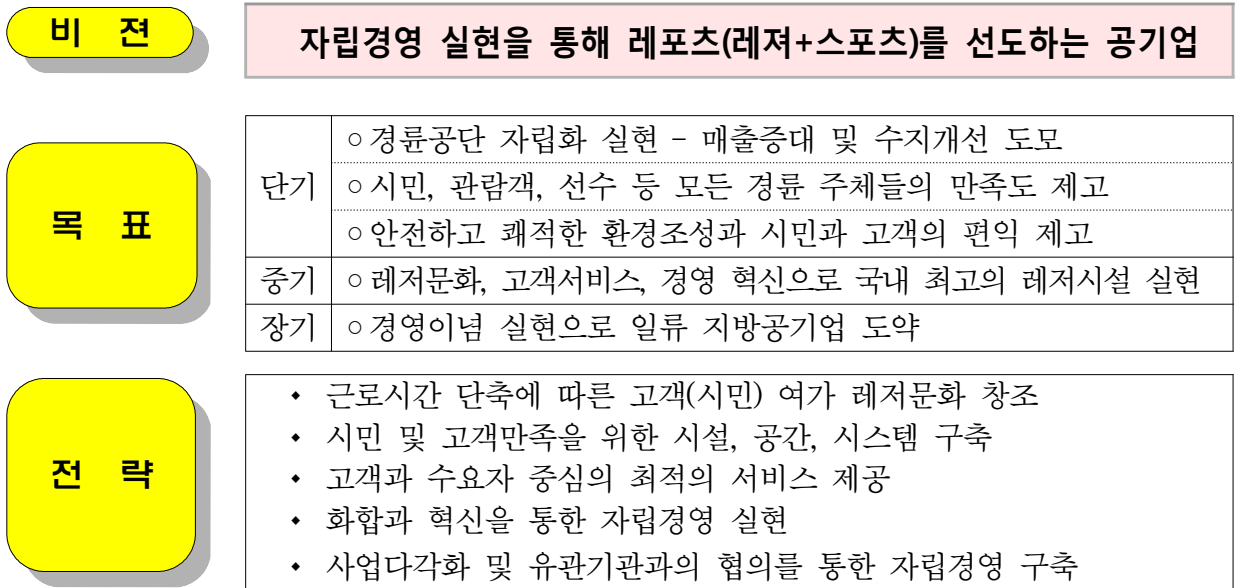 비 젼
자립경영 실현을 통해 레포츠(레져+스포츠)를 선도하는 공기업
목 표
단기
○ 경륜공단 자립화 실현 - 매출증대 및 수지개선 도모
○ 시민, 관람객, 선수 등 모든 경륜 주체들의 만족도 제고
○ 안전하고 쾌적한 환경조성과 시민과 고객의 편익 제고
중기 ○ 레저문화, 고객서비스, 경영 혁신으로 국내 최고의 레저시설 실현
장기 ○ 경영이념 실현으로 일류 지방공기업 도약
전 략
◆ 근로시간 단축에 따른 고객(시민) 여가 레저문화 창조
◆ 시민 및 고객만족을 위한 시설, 공간, 시스템 구축
◆ 고객과 수요자 중심의 최적의 서비스 제공
◆ 화합과 혁신을 통한 자립경영 실현
◆ 사업다각화 및 유관기관과의 협의를 통한 자립경영 구축